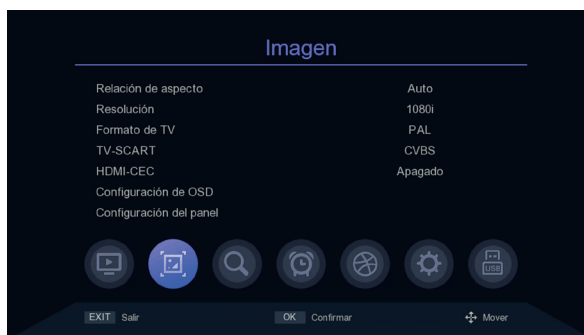 Imagen
Relación de aspecto Auto
Resolución 1080i
Formato de TV PAL
TV-SCART CVBS
HDMI-CEC Apagado
Configuración de OSD
Configuración del panel
USB
EXIT Salir OK Confirmar Mover